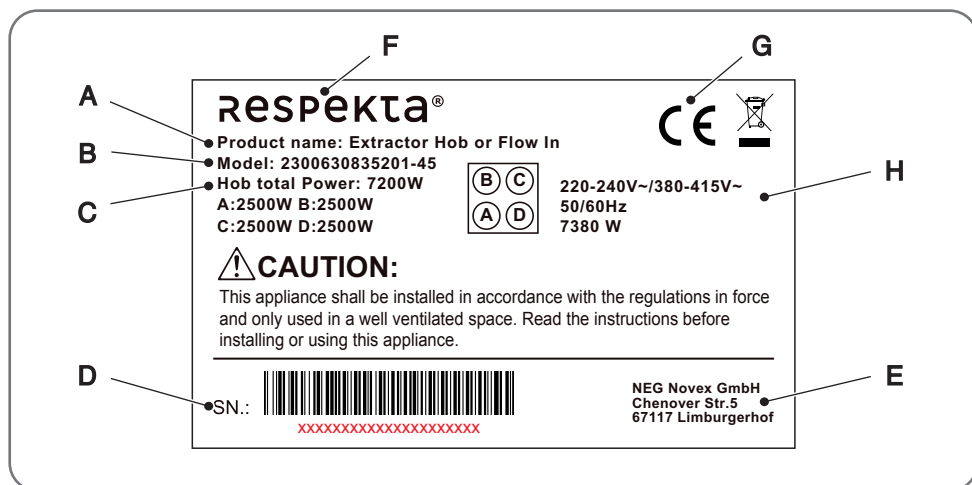 F
G
A
Respekta®
CE
Product name: Extractor Hob or Flow In
B
Model: 2300630835201-45
C
Hob total Power: 7200W
A:2500W B:2500W
C:2500W D:2500W
B C
A D
220-240V~/380-415V~
50/60Hz
7380 W
H
CAUTION:
This appliance shall be installed in accordance with the regulations in force
and only used in a well ventilated space. Read the instructions before
installing or using this appliance.
D
SN.:
XXXXXXXXXXXXXXXXXXXXX
E
NEG Novex GmbH
Chenover Str.5
67117 Limburgerhof